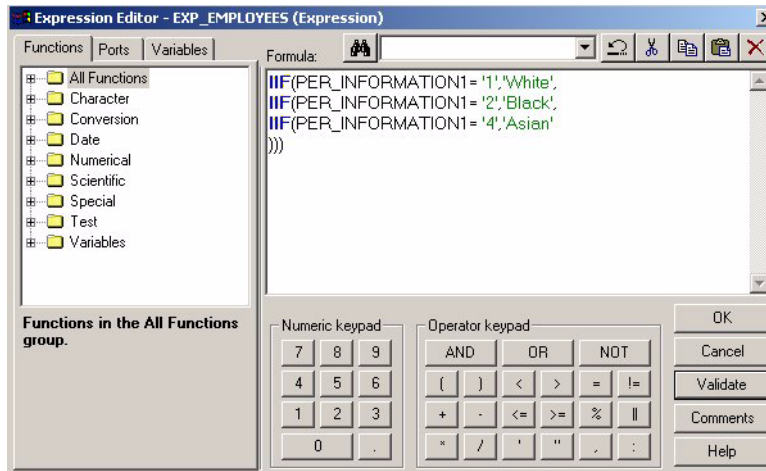 Expression Editor - EXP_EMPLOYEES (Expression)
Functions Ports Variables
Formula:
All Functions
Character
Conversion
Date
Numerical
Scientific
Special
Test
Variables
IIF(PER_INFORMATION1= '1','White',
IIF(PER_INFORMATION1= '2','Black',
IIF(PER_INFORMATION1= '4','Asian'
)))
Functions in the All Functions
group.
Numeric keypad
7 8 9
4 5 6
1 2 3
0 .
Operator keypad
AND OR NOT
( ) < > = !=
+ - <= >= % ||
* / ' " , :
OK
Cancel
Validate
Comments
Help